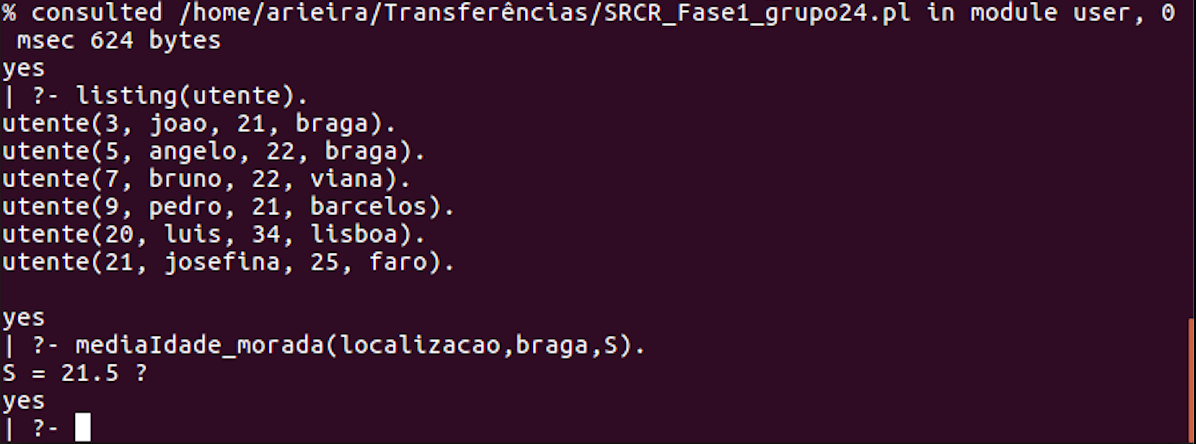 % consulted /home/arieira/Transferências/SRCR_Fase1_grupo24.pl in module user, 0
 msec 624 bytes
yes
| ?- listing(utente).
utente(3, joao, 21, braga).
utente(5, angelo, 22, braga).
utente(7, bruno, 22, viana).
utente(9, pedro, 21, barcelos).
utente(20, luis, 34, lisboa).
utente(21, josefina, 25, faro).

yes
| ?- mediaIdade_morada(localizacao,braga,S).
S = 21.5 ?
yes
| ?-